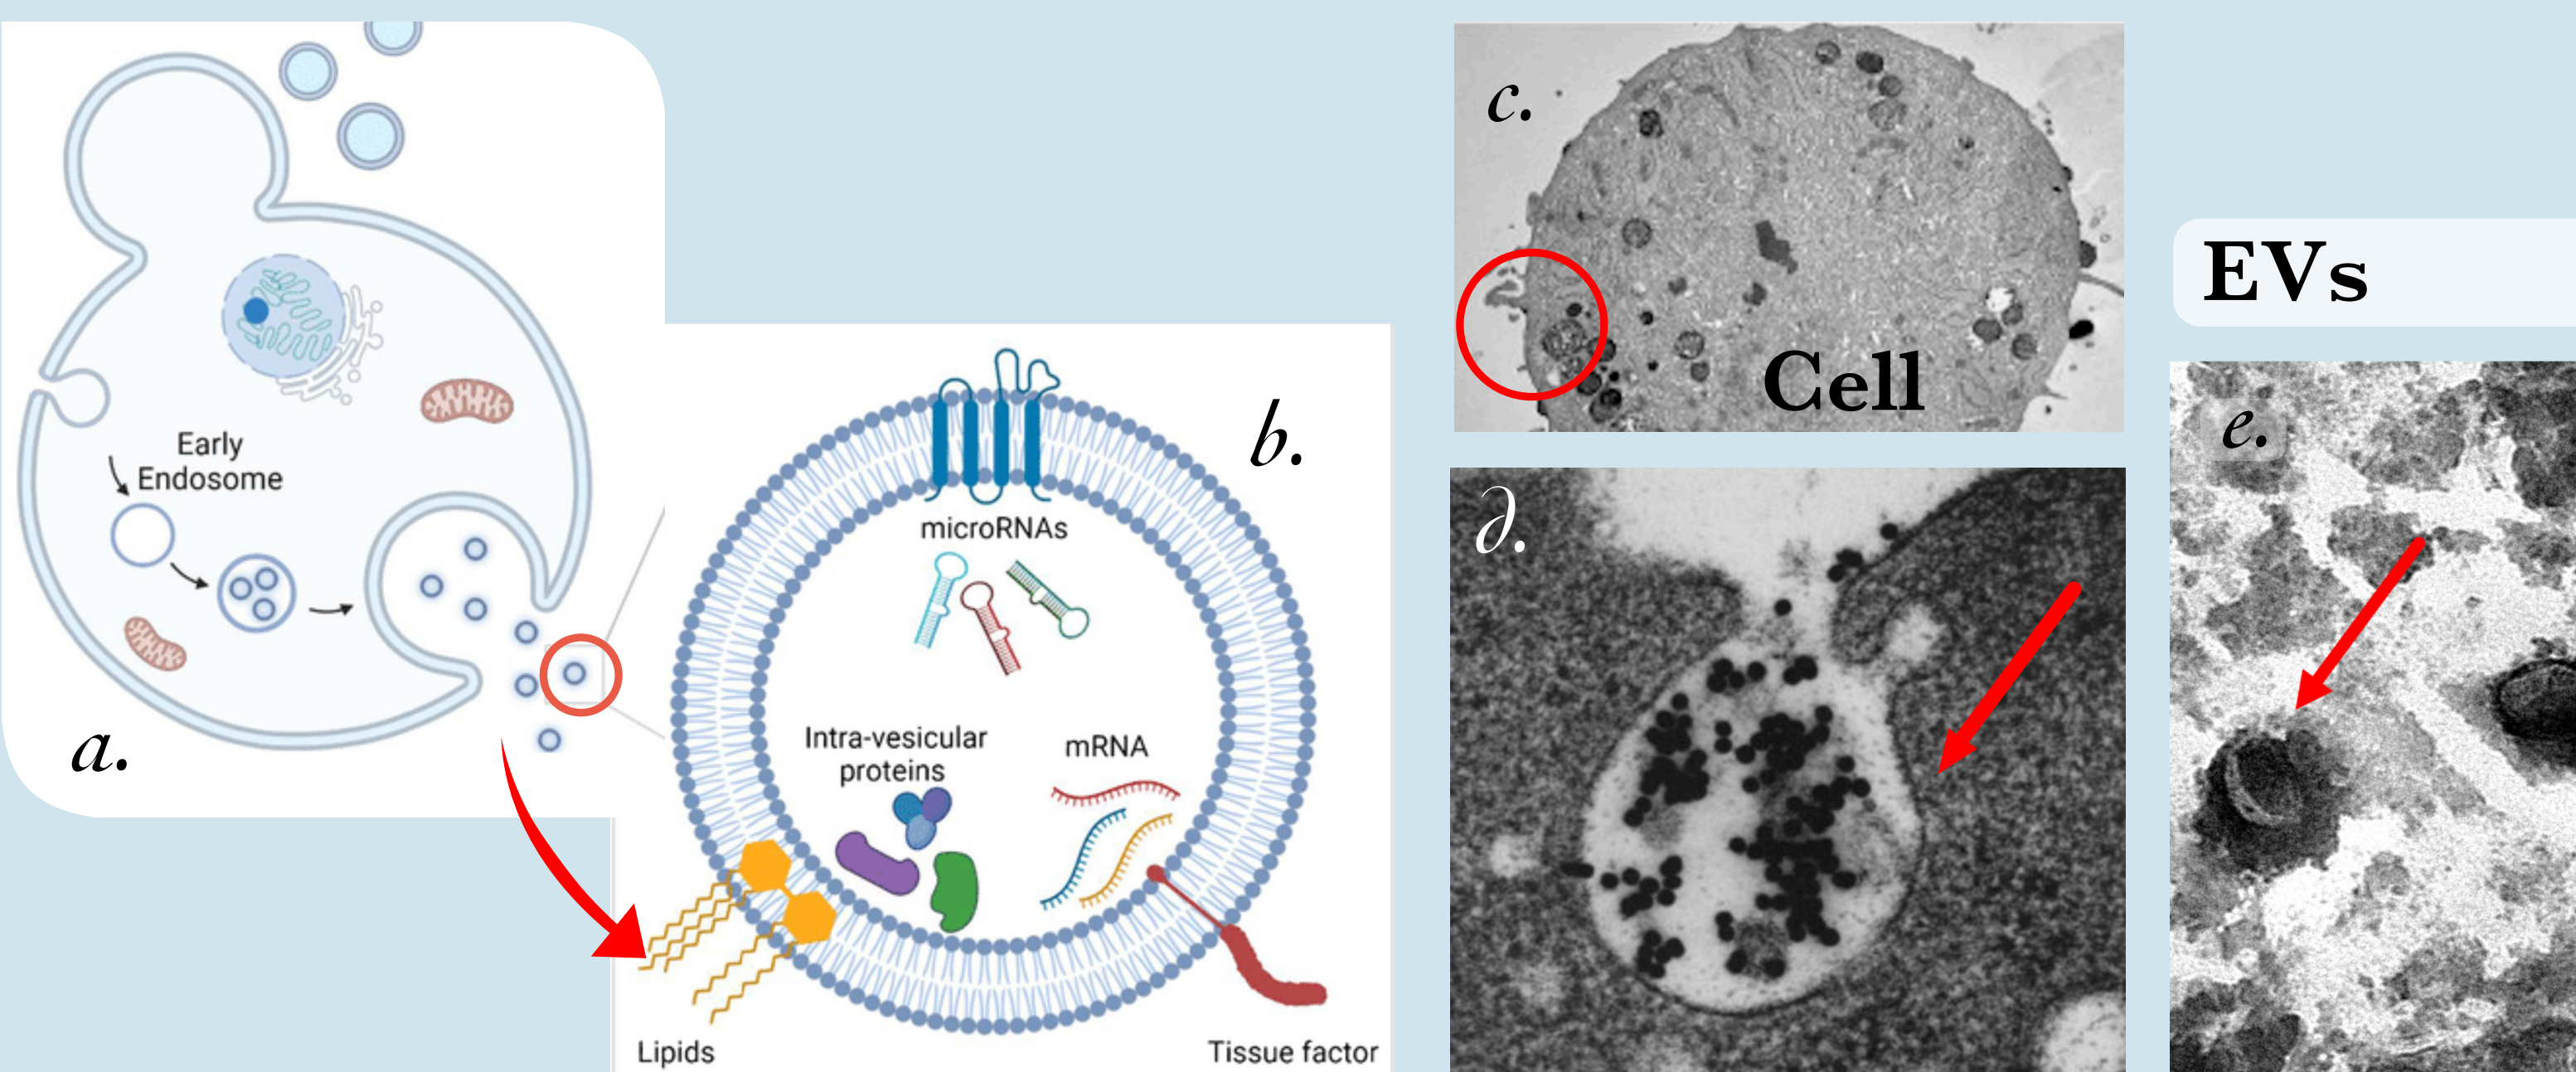 Early
Endosome
a.
b.
microRNAs
Intra-vesicular
proteins
mRNA
Lipids
Tissue factor
c.
Cell
d.
EVs
e.